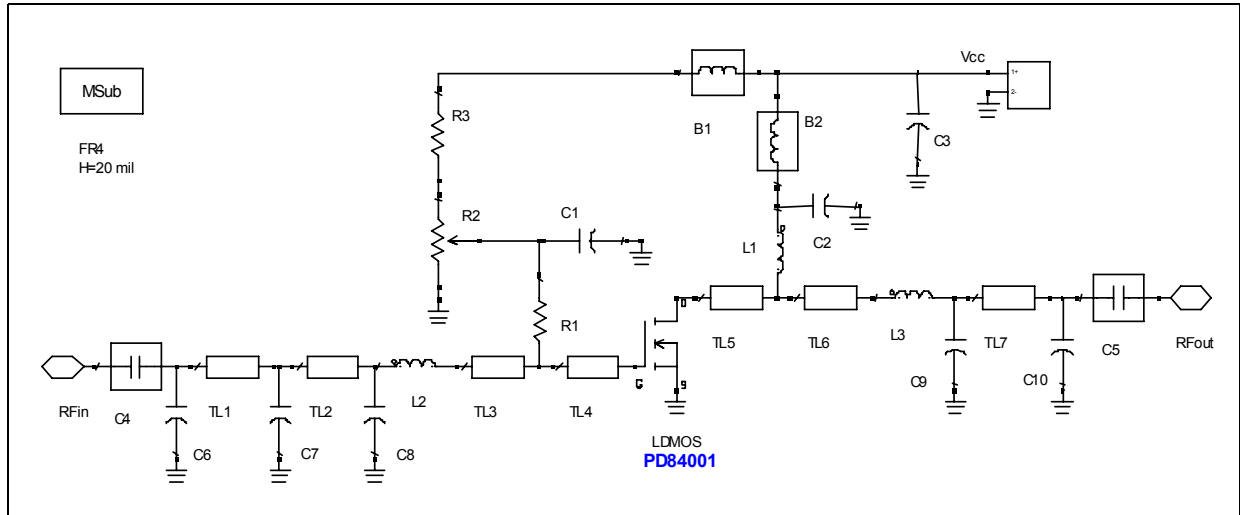 MSub
FR4
H=20 mil
Vcc
1+
2-
B1
B2
C3
R3
R2
C1
C2
L1
R1
D
G
S
TL5
TL6
L3
TL7
C5
RFout
C9
C10
RFin
C4
TL1
TL2
L2
TL3
TL4
C6
C7
C8
LDMOS
PD84001